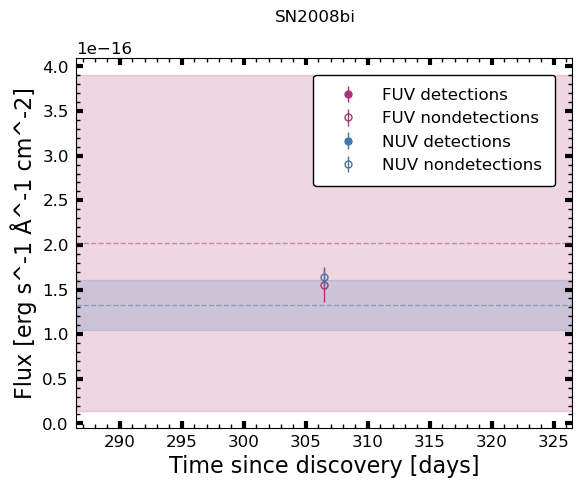 SN2008bi
1e−16
4.0
3.5
3.0
2.5
2.0
1.5
1.0
0.5
0.0
Flux [erg s^-1 Å^-1 cm^-2]
FUV detections
FUV nondetections
NUV detections
NUV nondetections
290 295 300 305 310 315 320 325
Time since discovery [days]